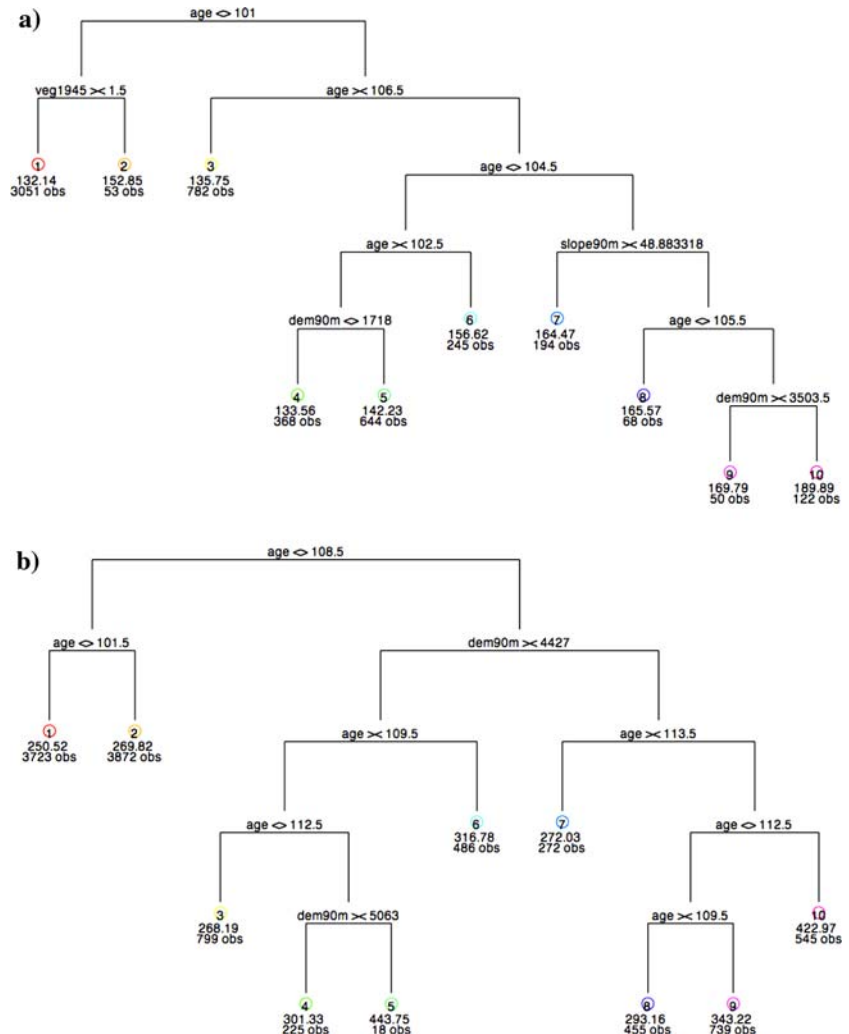 a)
age <> 101
veg1945 >< 1.5
age >< 106.5
1
2
3
132.14
3051 obs
152.85
53 obs
135.75
782 obs
age <> 104.5
age >< 102.5
slope90m >< 48.883318
dem90m <> 1718
6
156.62
245 obs
7
164.47
194 obs
age <> 105.5
4
133.56
368 obs
5
142.23
644 obs
8
165.57
68 obs
dem90m >< 3503.5
9
169.79
50 obs
10
189.89
122 obs
b)
age <> 108.5
age <> 101.5
dem90m >< 4427
1
250.52
3723 obs
2
269.82
3872 obs
age >< 109.5
age >< 113.5
age <> 112.5
6
316.78
486 obs
7
272.03
272 obs
age <> 112.5
3
268.19
799 obs
dem90m >< 5063
age >< 109.5
10
422.97
545 obs
4
301.33
225 obs
5
443.75
18 obs
8
293.16
455 obs
9
343.22
739 obs